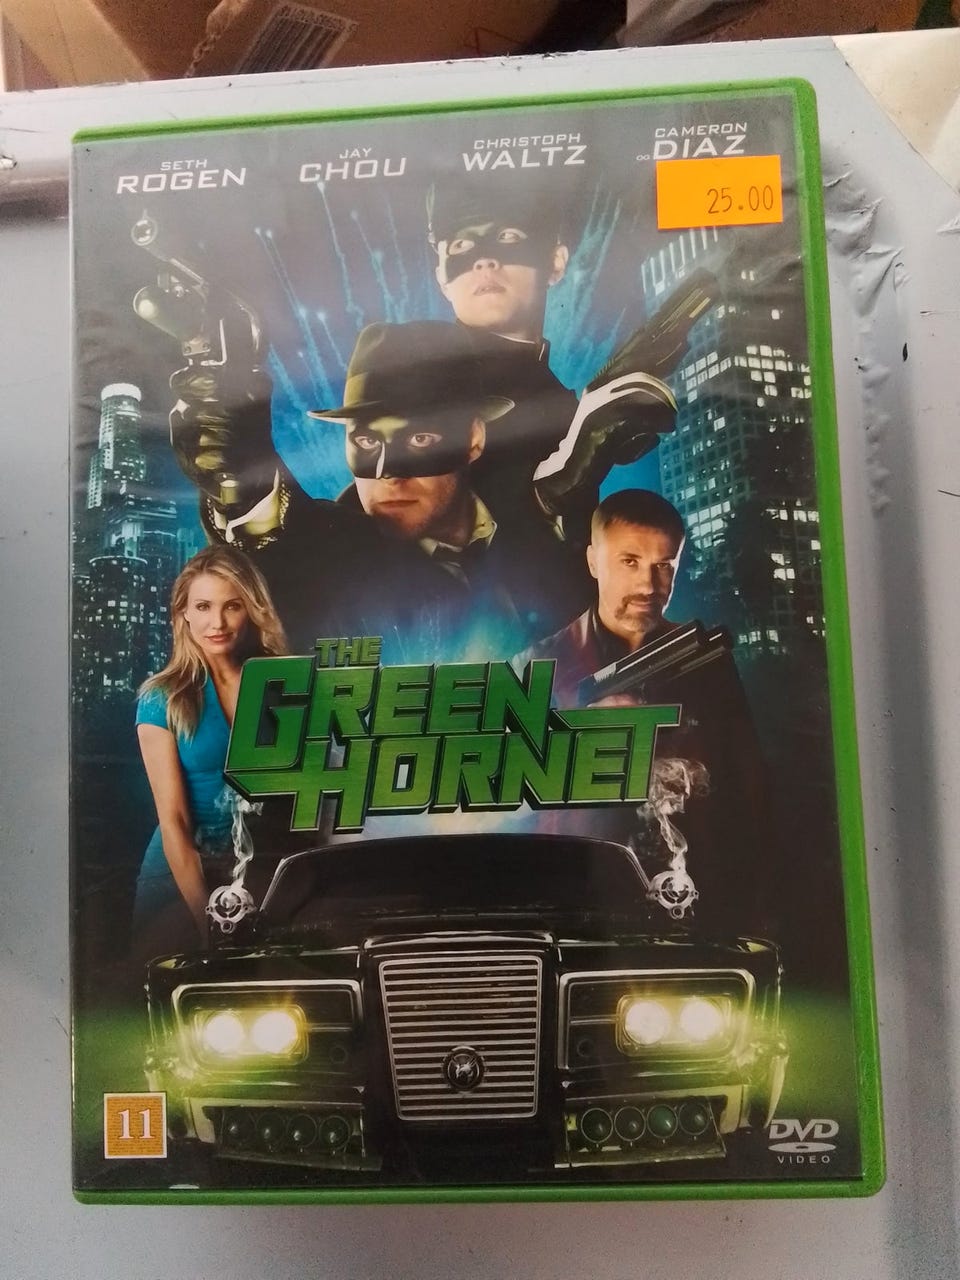 SETH
ROGEN
JAY
CHOU
CHRISTOPH
WALTZ
CAMERON
OG DIAZ
25.00
THE
GREEN
HORNET
11
DVD
VIDEO